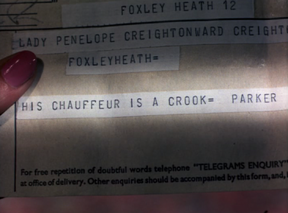 FOXLEY HEATH 12
LADY PENELOPE CREIGHTONWARD CREIGHT
FOXLEYHEATH=
HIS CHAUFFEUR IS A CROOK= PARKER
For free repetition of doubtful words telephone "TELEGRAMS ENQUIRY"
at office of delivery. Other enquiries should be accompanied by this form, and,